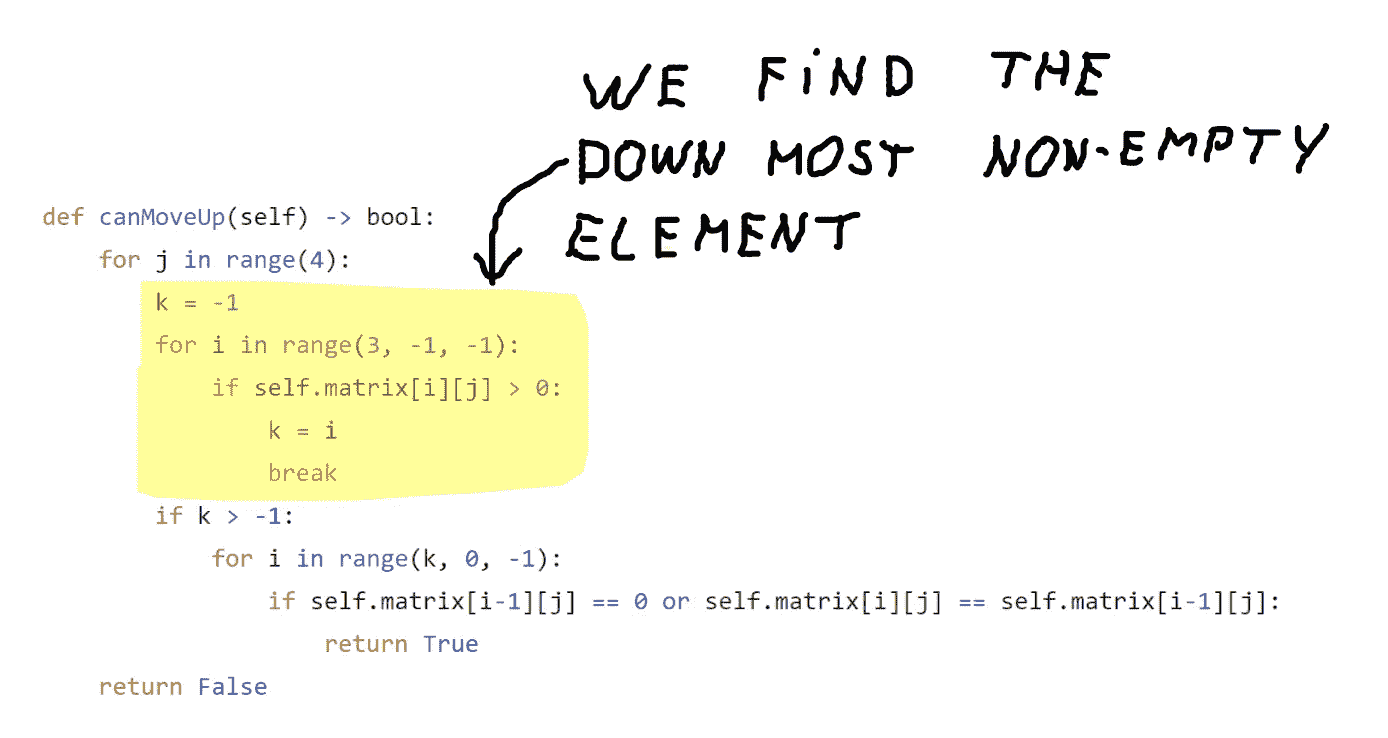 WE FiND THE
DOWN MOST NON-EMPTY
ELEMENT
def canMoveUp(self) -> bool:
    for j in range(4):
        k = -1
        for i in range(3, -1, -1):
            if self.matrix[i][j] > 0:
                k = i
                break
        if k > -1:
            for i in range(k, 0, -1):
                if self.matrix[i-1][j] == 0 or self.matrix[i][j] == self.matrix[i-1][j]:
                    return True
    return False